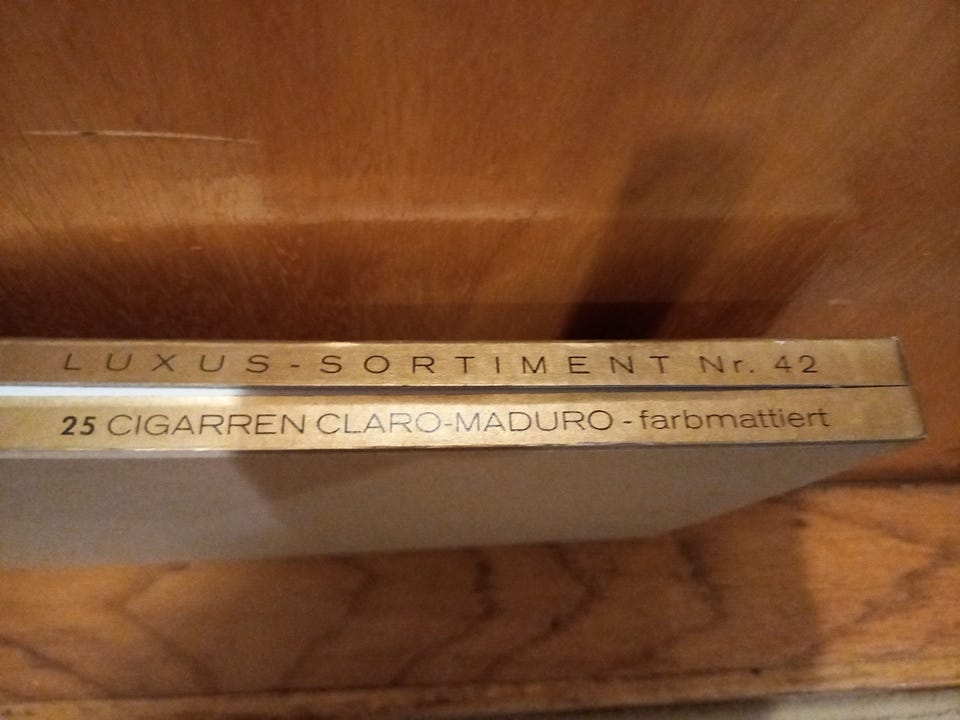 LUXUS-SORTIMENT Nr. 42
25 CIGARREN CLARO-MADURO - farbmattiert